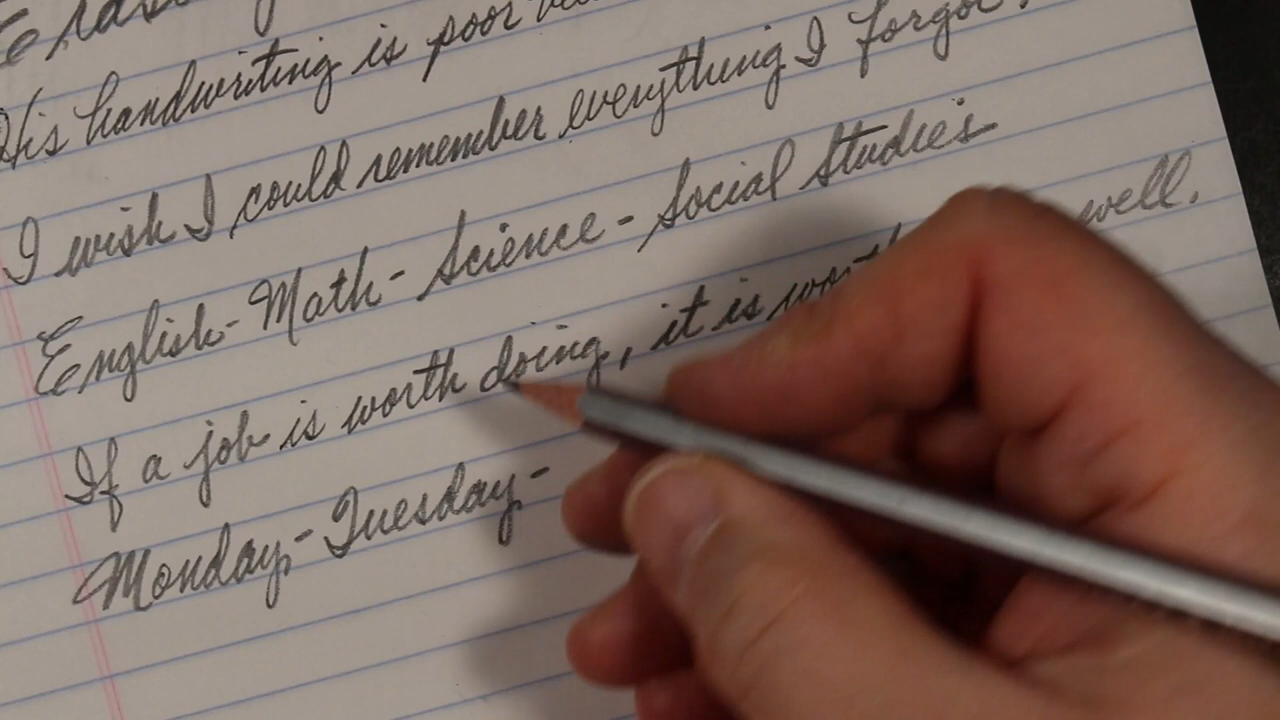 His handwriting is poor
I wish I could remember everything I forgot.
English - Math - Science - Social Studies
If a job is worth doing, it is worth well.
Monday - Tuesday -